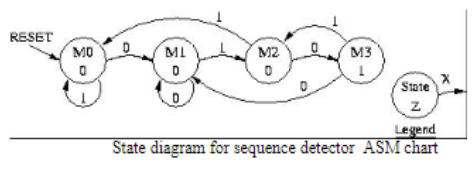 RESET
1
1
M0
0
0
M1
0
1
M2
0
0
M3
1
1
0
0
State
Z
X
Legend
State diagram for sequence detector ASM chart